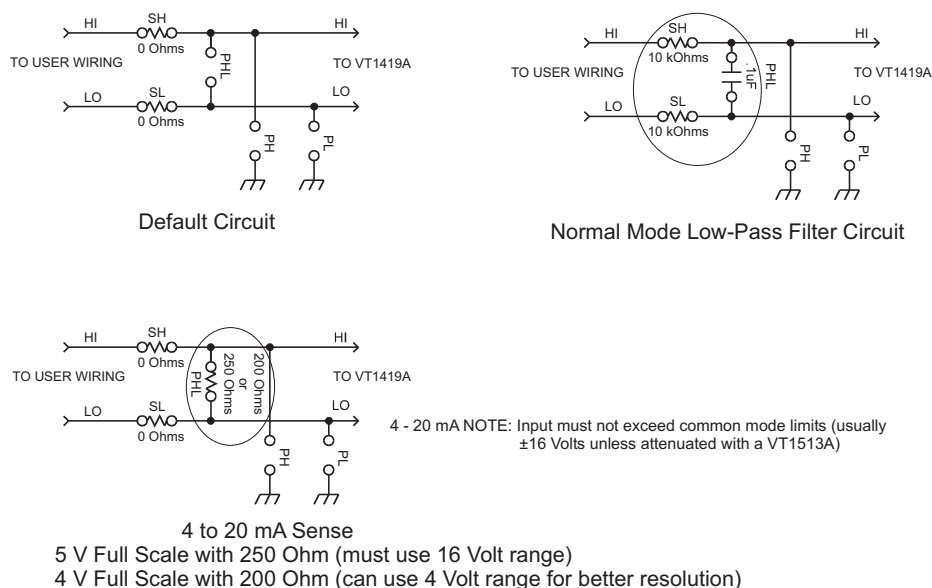 HI
SH
0 Ohms
PHL
HI
TO USER WIRING
TO VT1419A
LO
SL
0 Ohms
LO
PH
PL
Default Circuit
HI
SH
10 kOhms
.1uF
PHL
HI
TO USER WIRING
TO VT1419A
LO
SL
10 kOhms
LO
PH
PL
Normal Mode Low-Pass Filter Circuit
HI
SH
0 Ohms
PHL
250 Ohms
or
200 Ohms
HI
TO USER WIRING
TO VT1419A
LO
SL
0 Ohms
LO
PH
PL
4 - 20 mA NOTE: Input must not exceed common mode limits (usually
±16 Volts unless attenuated with a VT1513A)
4 to 20 mA Sense
5 V Full Scale with 250 Ohm (must use 16 Volt range)
4 V Full Scale with 200 Ohm (can use 4 Volt range for better resolution)